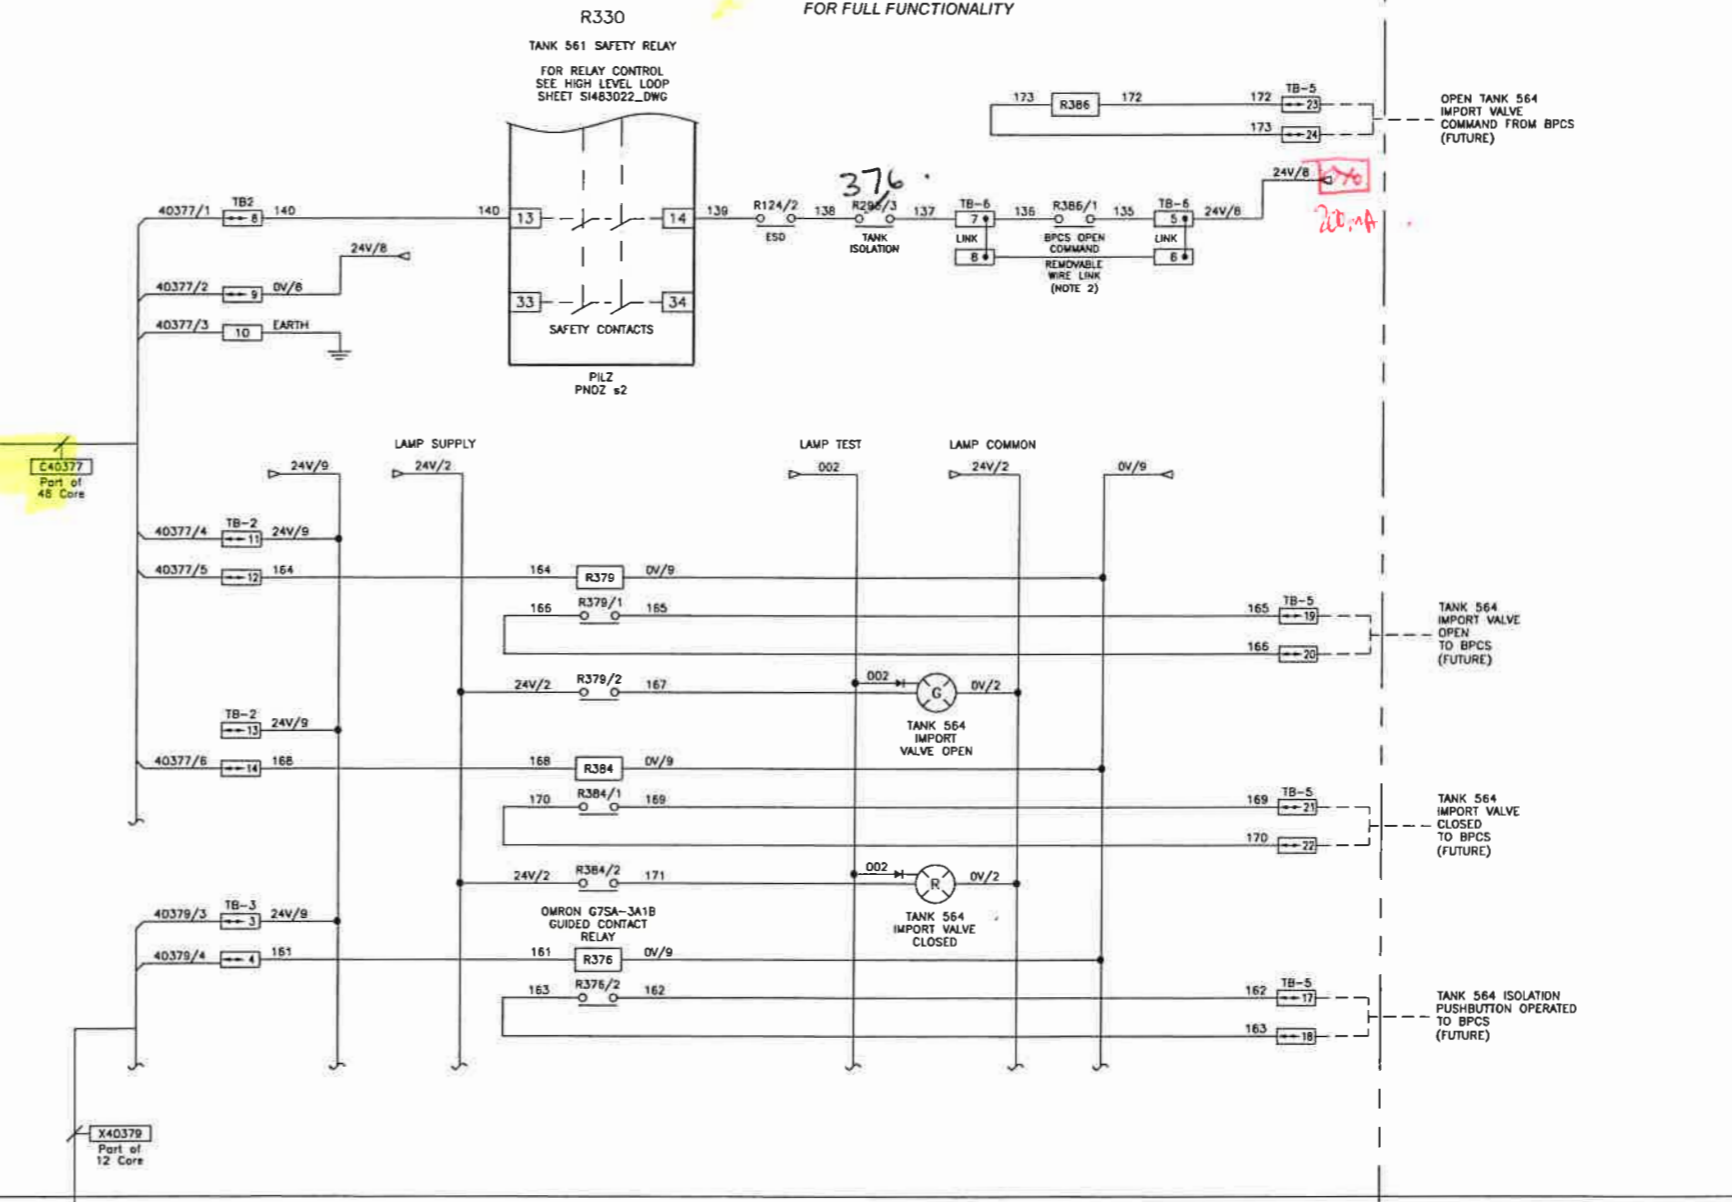 FOR FULL FUNCTIONALITY
R330
TANK 561 SAFETY RELAY
FOR RELAY CONTROL
SEE HIGH LEVEL LOOP
SHEET SI483022_DWG
173 R386 172
172 TB-5 23
173 24
OPEN TANK 564
IMPORT VALVE
COMMAND FROM BPCS
(FUTURE)
24V/8
200mA
376
40377/1 TB2 8 140
140 13 14 139
R124/2
ESD
138
TANK
ISOLATION
137
TB-6 7
LINK
8
136
R386/1
135
BPCS OPEN
COMMAND
REMOVABLE
WIRE LINK
(NOTE 2)
TB-6 5
LINK
6
24V/8
24V/8
40377/2 9 0V/8
40377/3 10 EARTH
33 34
SAFETY CONTACTS
PILZ
PNOZ s2
C40377
Part of
48 Core
LAMP SUPPLY
LAMP TEST
LAMP COMMON
24V/9
24V/2
002
24V/2
0V/9
40377/4 TB-2 11 24V/9
40377/5 12 164
164 R379 0V/9
166 R379/1 165
165 TB-5 19
166 20
TANK 564
IMPORT VALVE
OPEN
TO BPCS
(FUTURE)
24V/2 R379/2 167
002 G 0V/2
TANK 564
IMPORT
VALVE OPEN
TB-2 13 24V/9
40377/6 14 168
168 R384 0V/9
170 R384/1 169
169 TB-5 21
170 22
TANK 564
IMPORT VALVE
CLOSED
TO BPCS
(FUTURE)
24V/2 R384/2 171
002 R 0V/2
TANK 564
IMPORT VALVE
CLOSED
40379/3 TB-3 3 24V/9
OMRON G7SA-3A1B
GUIDED CONTACT
RELAY
40379/4 4 161
161 R376 0V/9
163 R376/2 162
162 TB-5 17
163 18
TANK 564 ISOLATION
PUSHBUTTON OPERATED
TO BPCS
(FUTURE)
X40379
Part of
12 Core